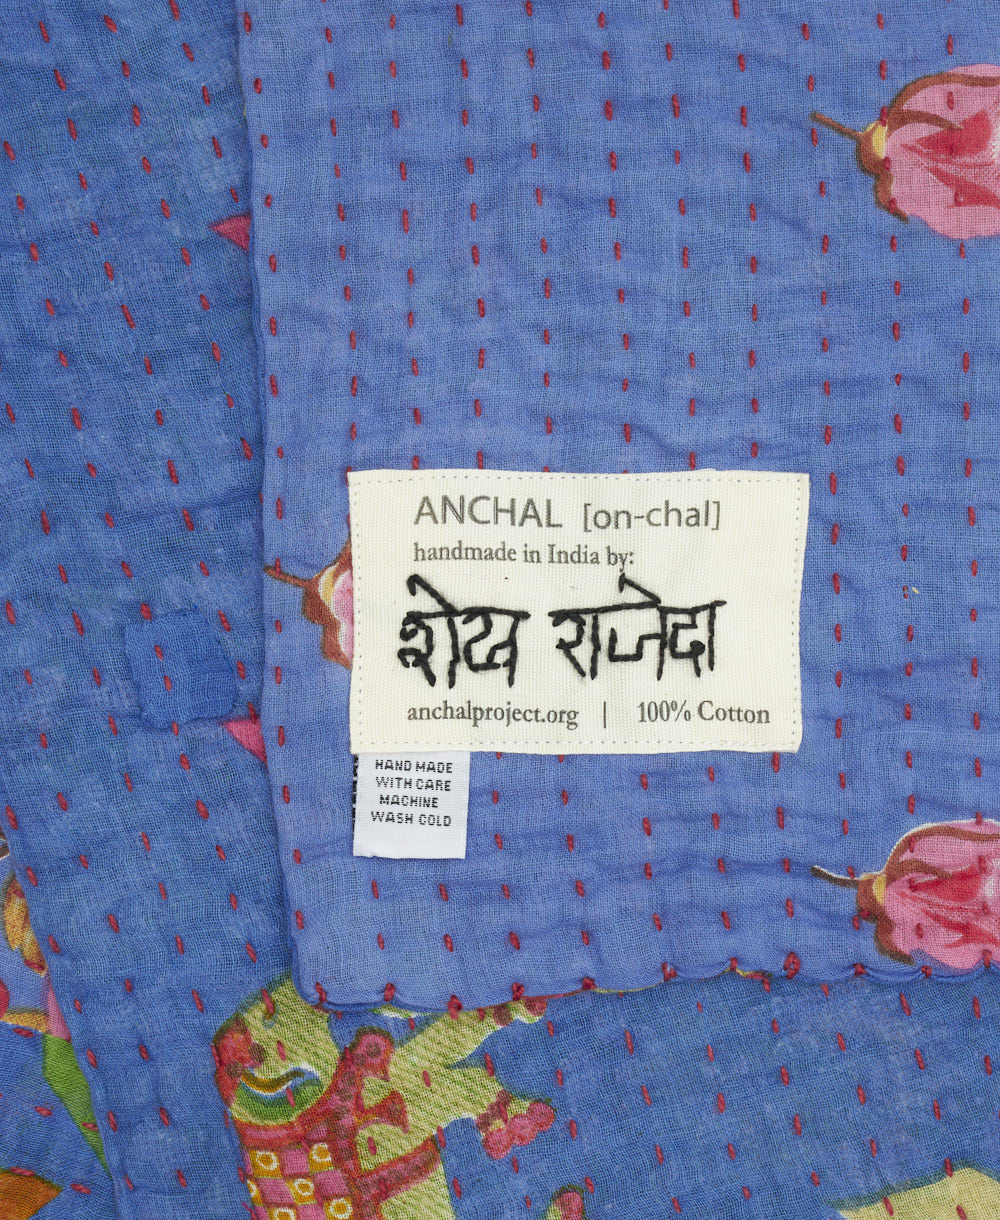 ANCHAL [on-chal]
handmade in India by:
शेख राजेदा
anchalproject.org | 100% Cotton
HAND MADE
WITH CARE
MACHINE
WASH COLD